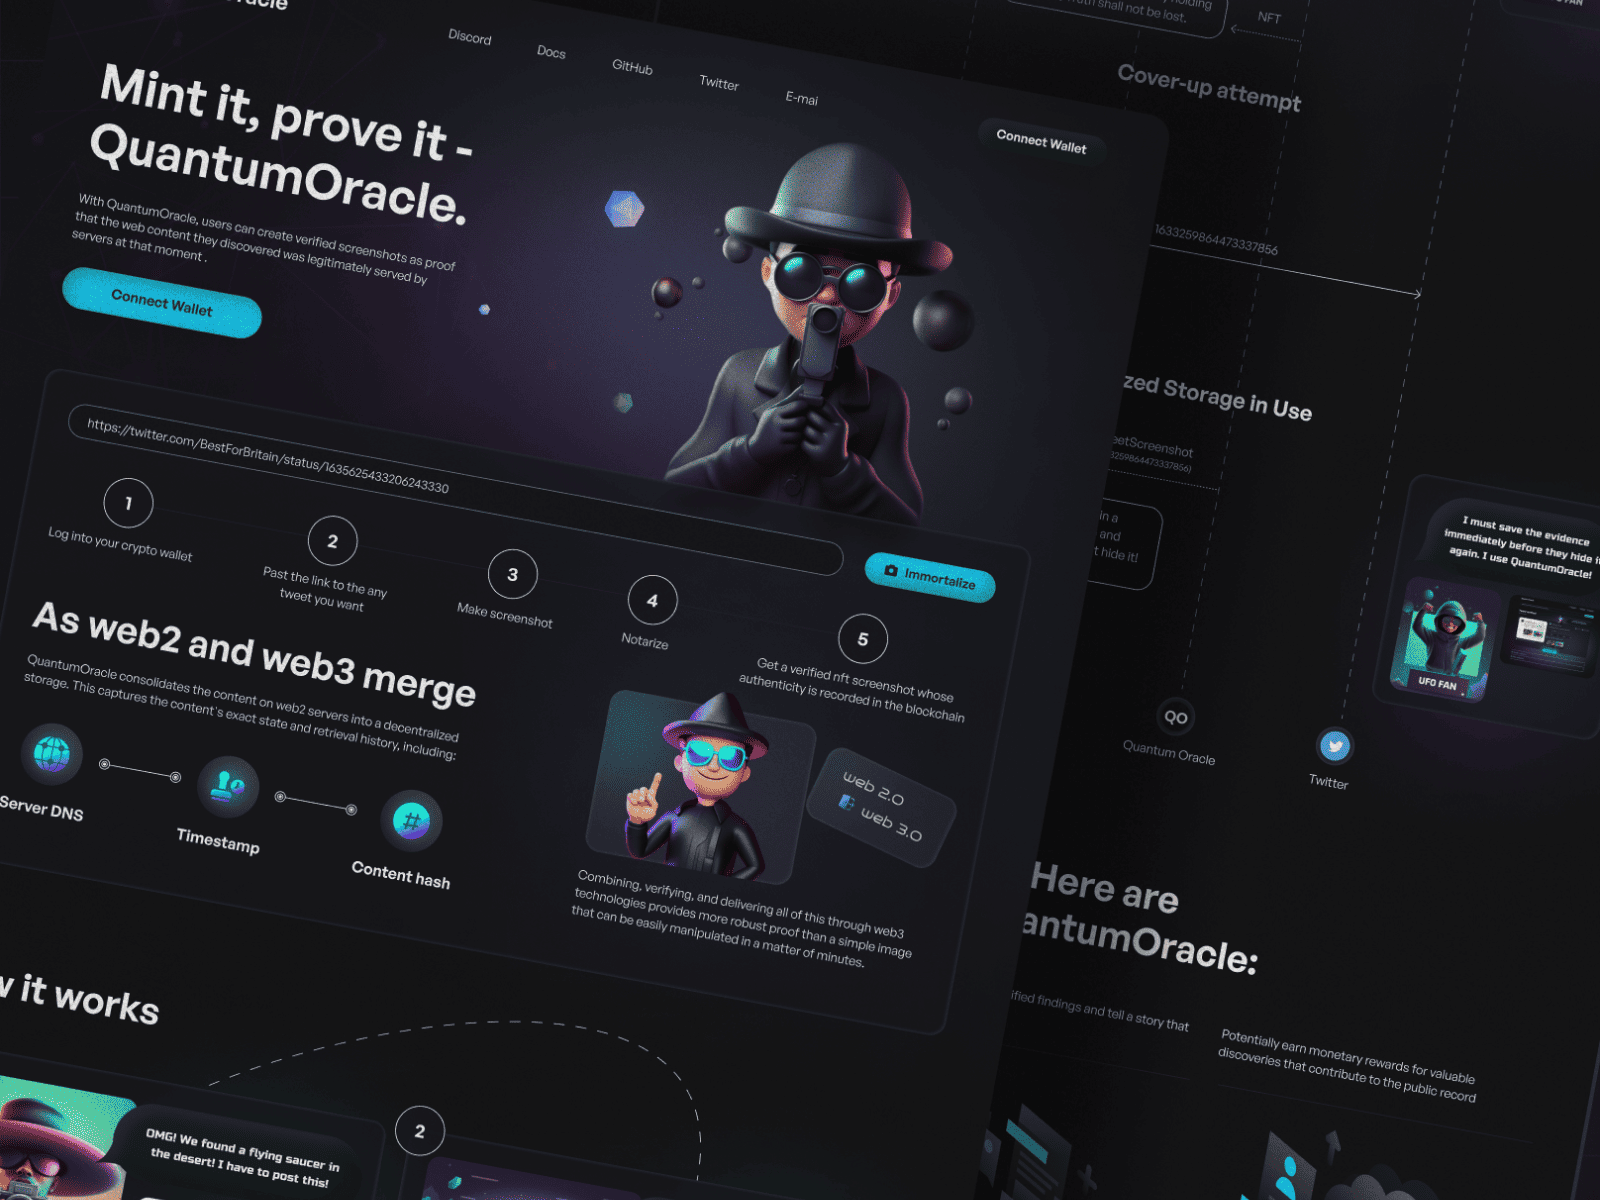 Discord
Docs
GitHub
Twitter
E-mai
Connect Wallet
Mint it, prove it -
QuantumOracle.
With QuantumOracle, users can create verified screenshots as proof
that the web content they discovered was legitimately served by
servers at that moment .
Connect Wallet
https://twitter.com/BestForBritain/status/1635625433206243330
Immortalize
1
Log into your crypto wallet
2
Past the link to the any
tweet you want
3
Make screenshot
4
Notarize
5
Get a verified nft screenshot whose
authenticity is recorded in the blockchain
As web2 and web3 merge
QuantumOracle consolidates the content on web2 servers into a decentralized
storage. This captures the content's exact state and retrieval history, including:
Server DNS
Timestamp
Content hash
web 2.0
web 3.0
Combining, verifying, and delivering all of this through web3
technologies provides more robust proof than a simple image
that can be easily manipulated in a matter of minutes.
it works
OMG! We found a flying saucer in
the desert! I have to post this!
2
holding
shall not be lost.
NFT
Cover-up attempt
1633259864473337856
Storage in Use
in a
and
hide it!
I must save the evidence
immediately before they hide
again. I use QuantumOracle!
UFO FAN
QO
Quantum Oracle
Twitter
Here are
antumOracle:
findings and tell a story that
Potentially earn monetary rewards for valuable
discoveries that contribute to the public record